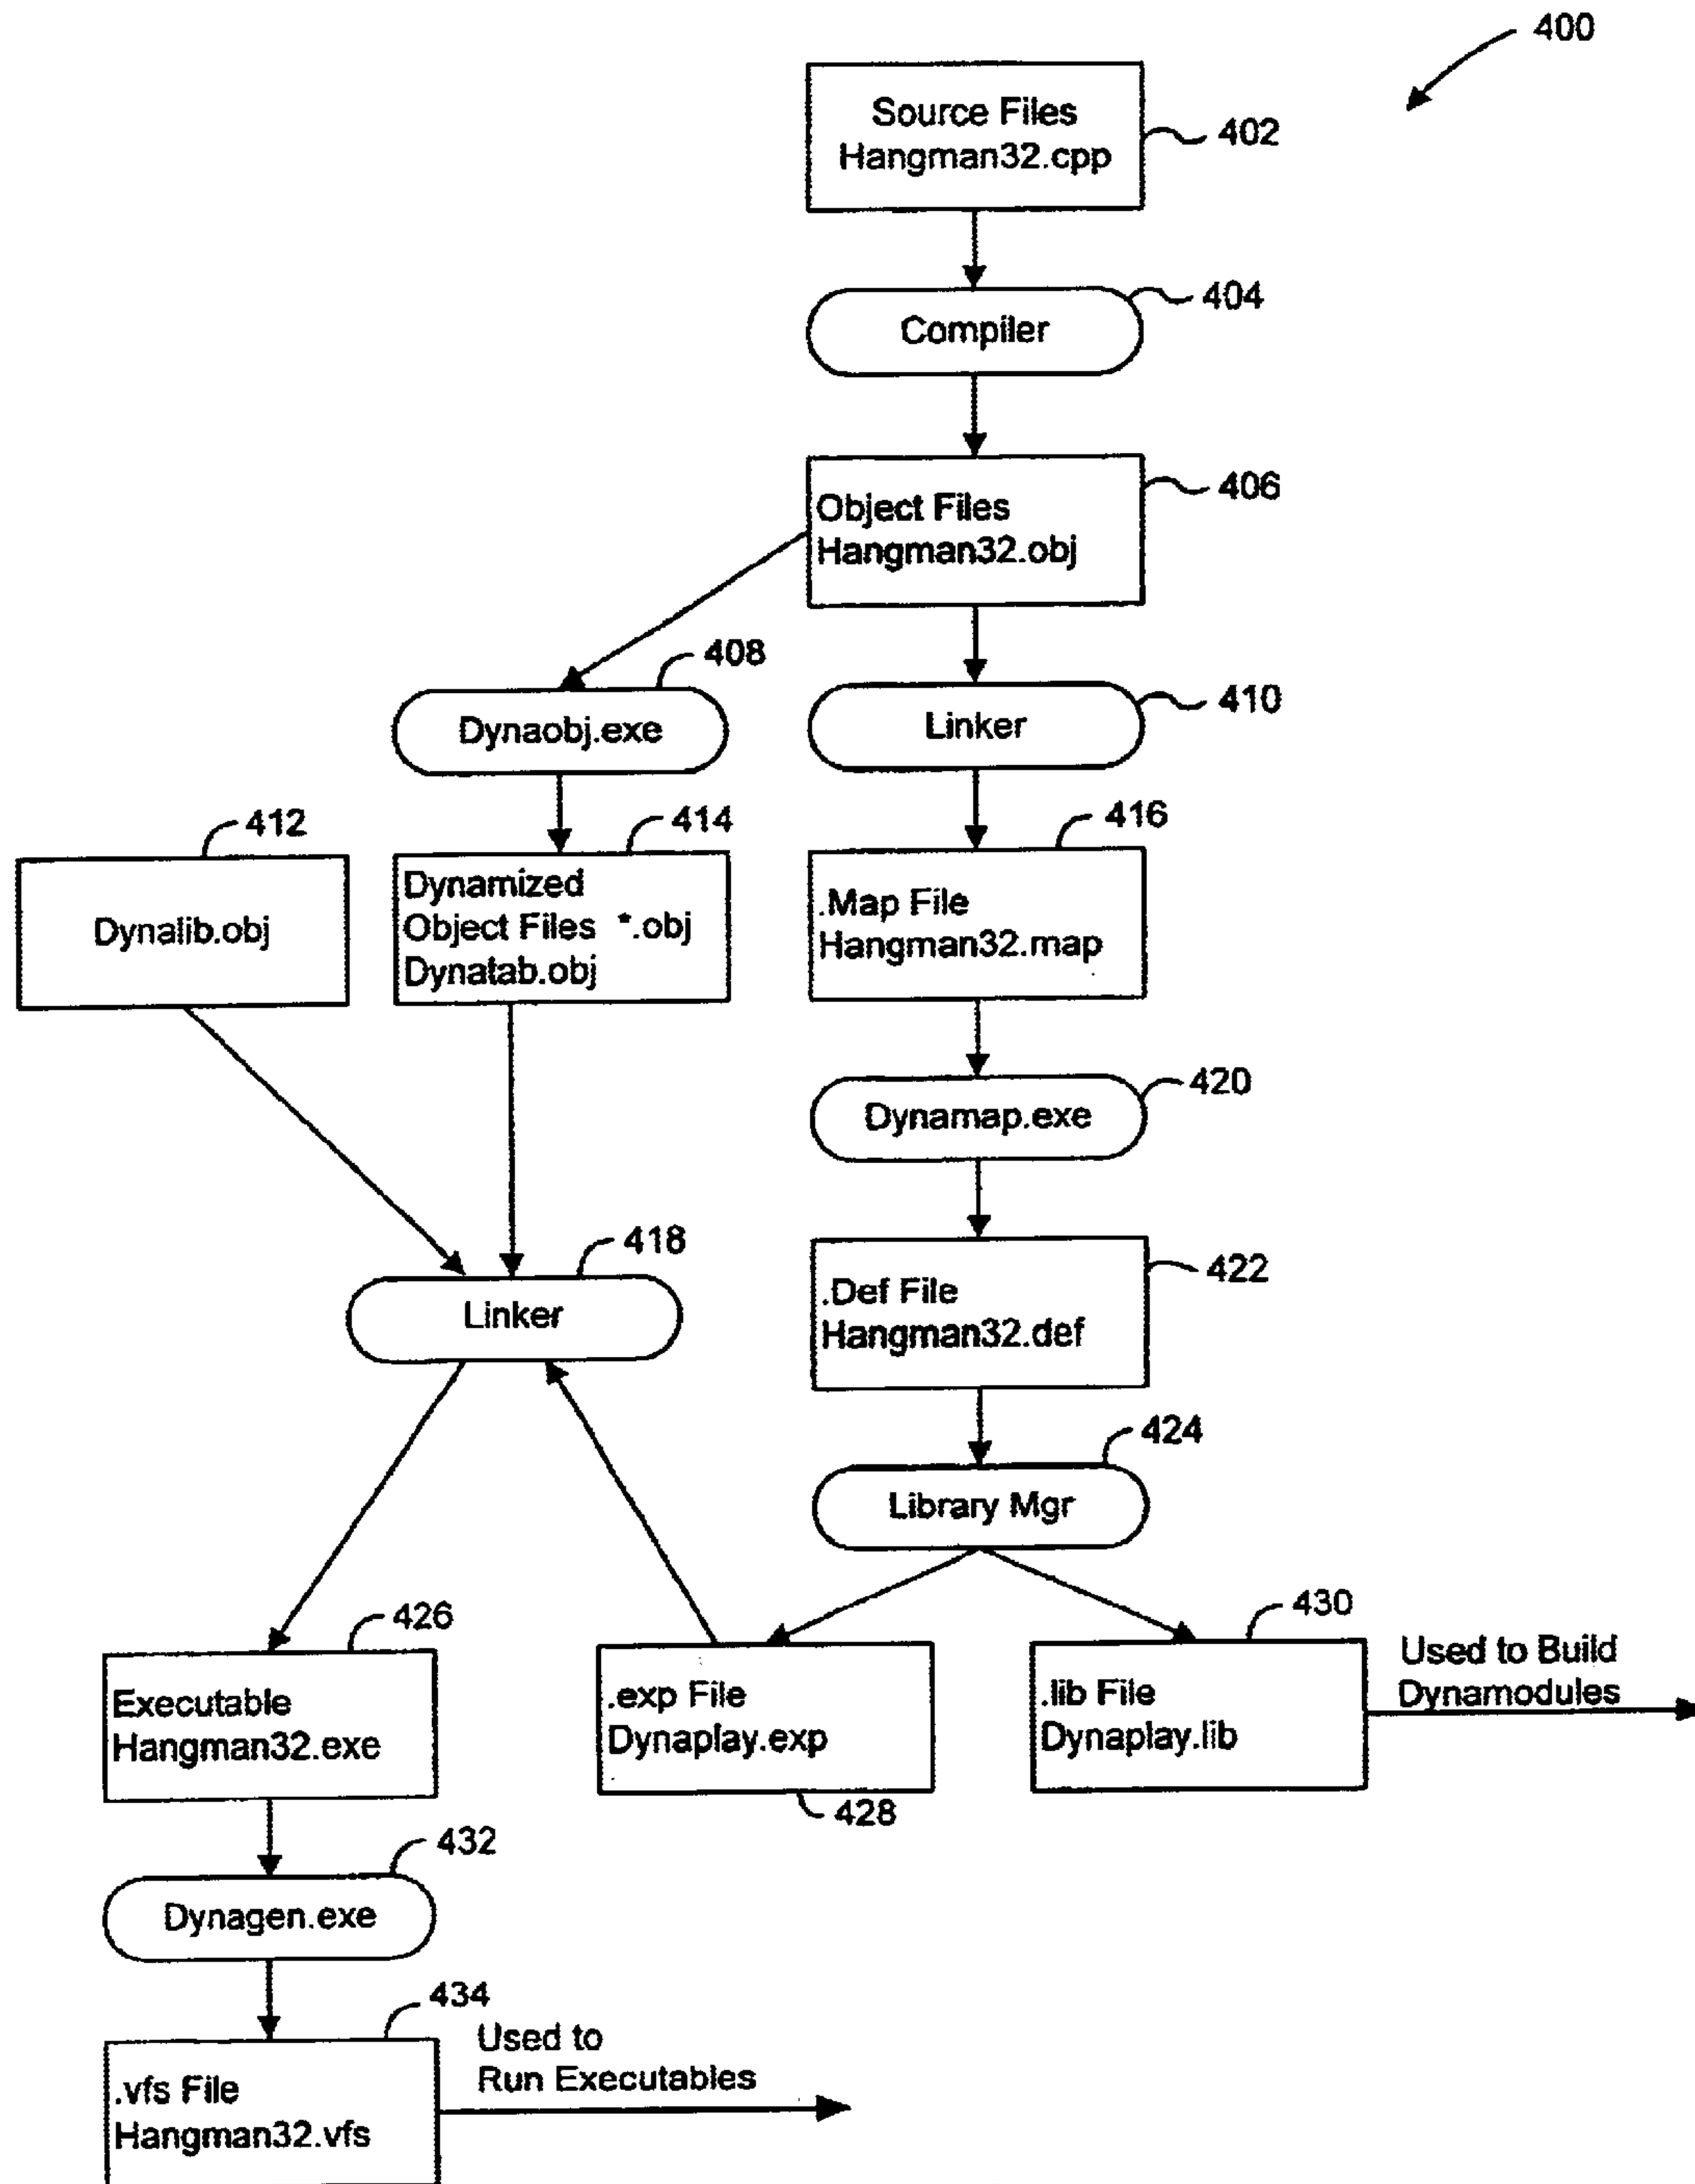 400
Source Files
Hangman32.cpp
402
404
Compiler
406
Object Files
Hangman32.obj
408
410
Dynaobj.exe
Linker
412
414
416
Dynalib.obj
Dynamized
Object Files *.obj
Dynatab.obj
.Map File
Hangman32.map
420
Dynamap.exe
418
Linker
422
.Def File
Hangman32.def
424
Library Mgr
426
430
Executable
Hangman32.exe
.exp File
Dynaplay.exp
428
.lib File
Dynaplay.lib
Used to Build
Dynamodules
432
Dynagen.exe
434
.vfs File
Hangman32.vfs
Used to
Run Executables